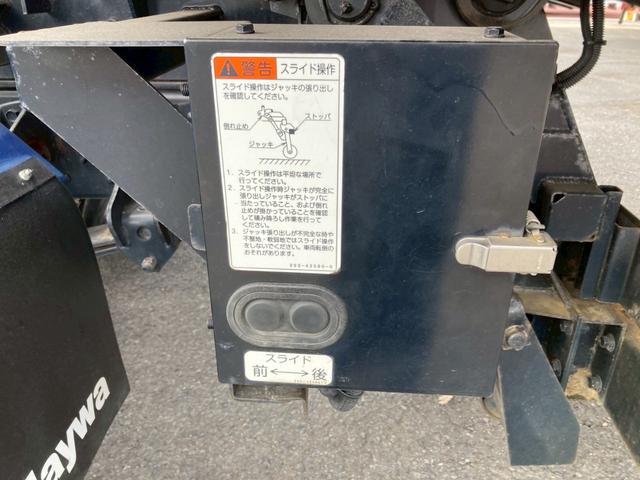 警告 スライド操作
スライド操作はジャッキの張り出し
を確認してください。
倒れ止め
ストッパ
ジャッキ
1. スライド操作は平坦な場所で
行ってください。
2. スライド操作時ジャッキが完全に
張り出しジャッキがストッパに
当たっていること、および倒れ
止めが掛かっていることを確認
して積み降ろし作業を行って
ください。
3. ジャッキ張り出しが不完全な時や
不整地・軟弱地ではスライド操作
をしないでください。車両転倒の
おそれがあります。
スライド
前←→後